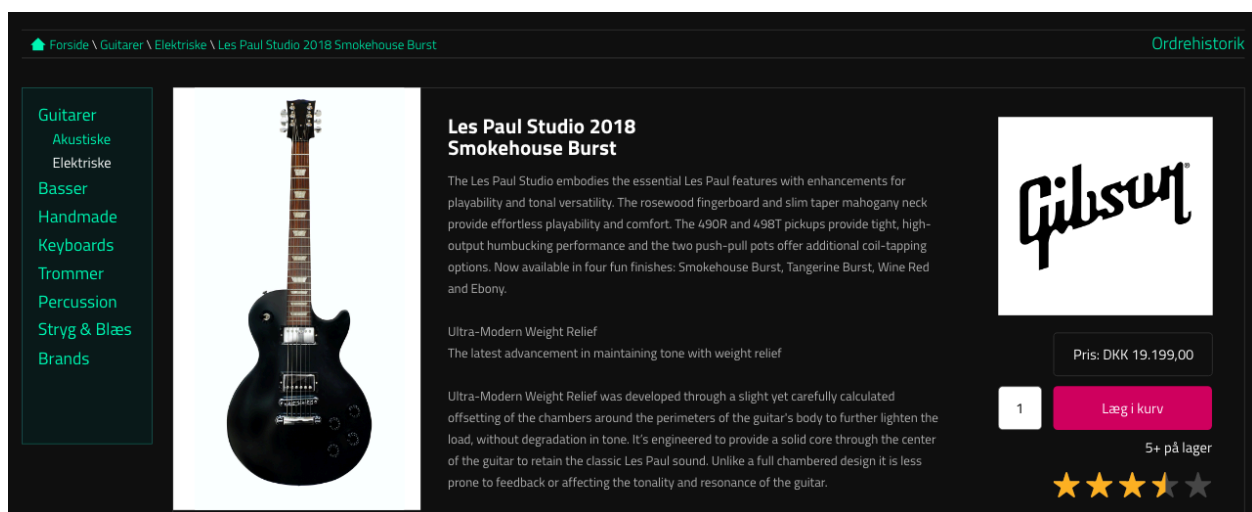 Forside \ Guitarer \ Elektriske \ Les Paul Studio 2018 Smokehouse Burst
Ordrehistorik
Guitarer
Akustiske
Elektriske
Basser
Handmade
Keyboards
Trommer
Percussion
Stryg & Blæs
Brands
Les Paul Studio 2018
Smokehouse Burst
The Les Paul Studio embodies the essential Les Paul features with enhancements for
playability and tonal versatility. The rosewood fingerboard and slim taper mahogany neck
provide effortless playability and comfort. The 490R and 498T pickups provide tight, high-
output humbucking performance and the two push-pull pots offer additional coil-tapping
options. Now available in four fun finishes: Smokehouse Burst, Tangerine Burst, Wine Red
and Ebony.
Ultra-Modern Weight Relief
The latest advancement in maintaining tone with weight relief
Ultra-Modern Weight Relief was developed through a slight yet carefully calculated
offsetting of the chambers around the perimeters of the guitar's body to further lighten the
load, without degradation in tone. It's engineered to provide a solid core through the center
of the guitar to retain the classic Les Paul sound. Unlike a full chambered design it is less
prone to feedback or affecting the tonality and resonance of the guitar.
Gibson
Pris: DKK 19.199,00
1
Læg i kurv
5+ på lager